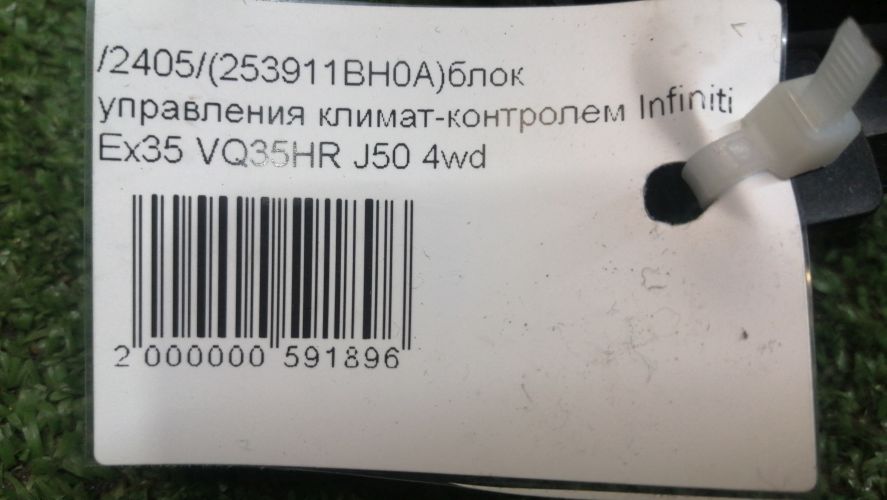 /2405/(253911BH0A)блок
управления климат-контролем Infiniti
Ex35 VQ35HR J50 4wd
2 000000 591896